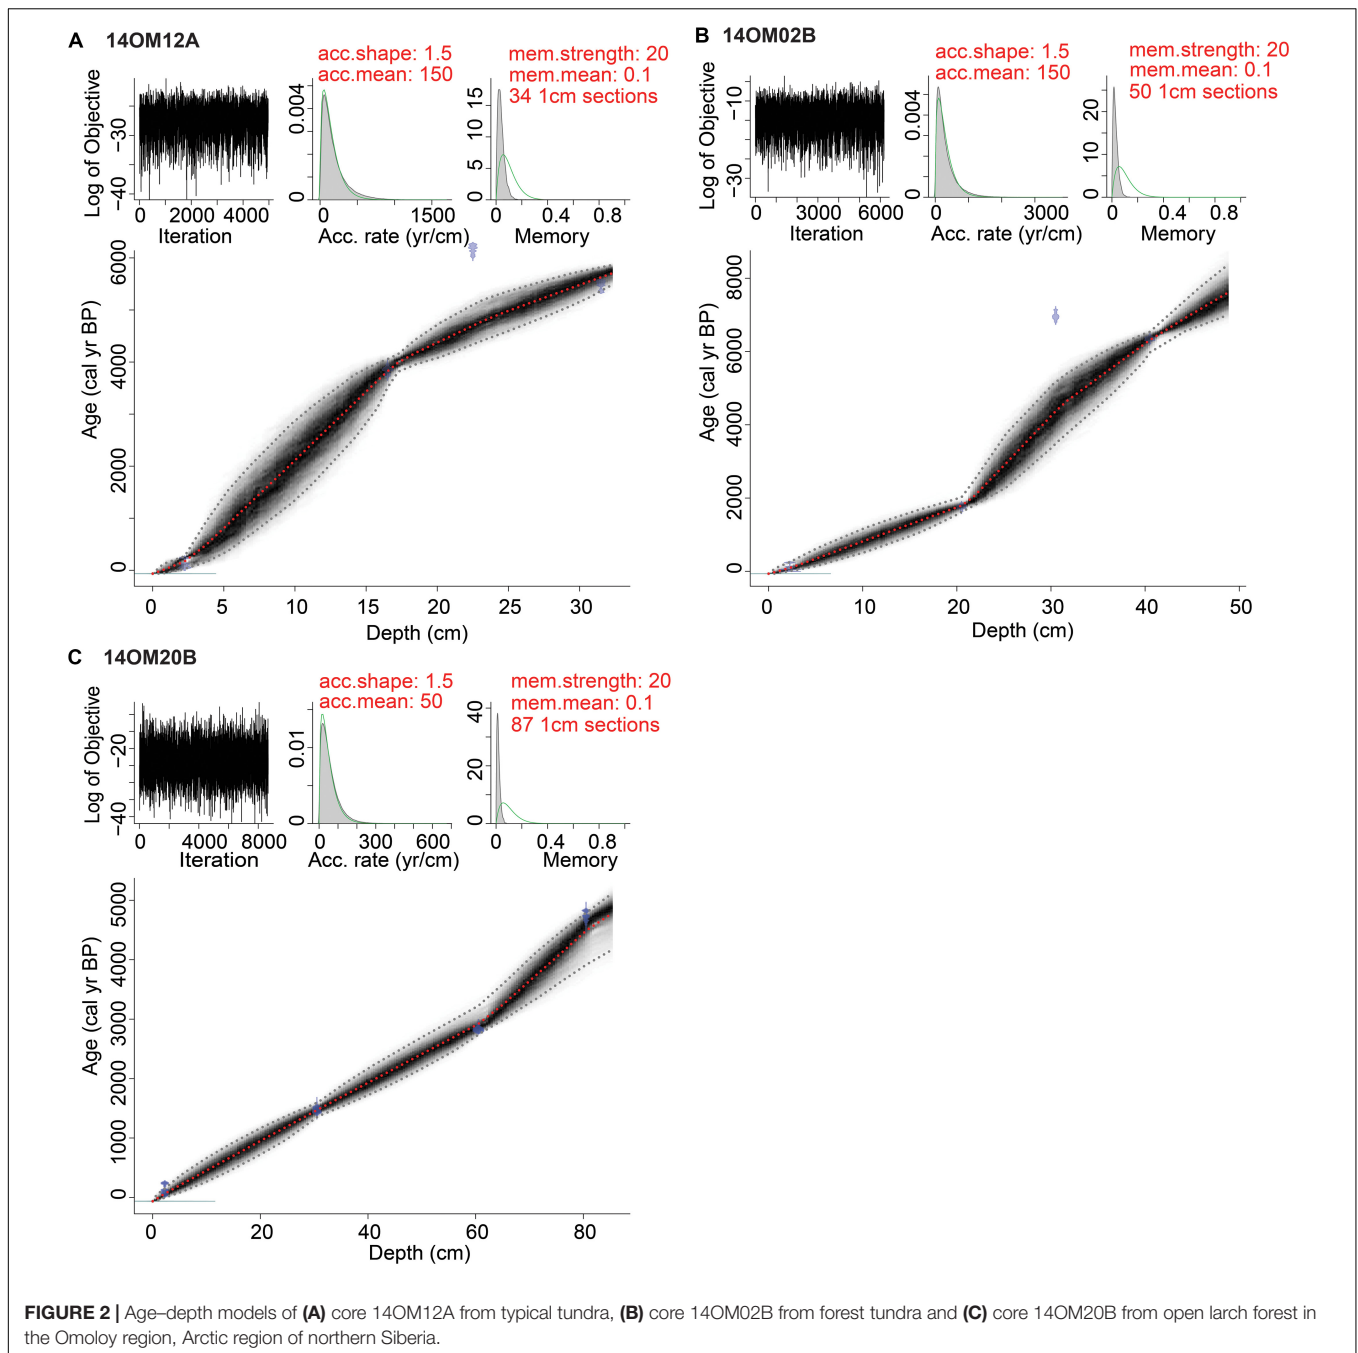 A 14OM12A
acc.shape: 1.5
acc.mean: 150
mem.strength: 20
mem.mean: 0.1
34 1cm sections
Log of Objective
−30
−40
0 2000 4000
Iteration
0.004
0
0 1500
Acc. rate (yr/cm)
15
10
5
0
0 0.4 0.8
Memory
Age (cal yr BP)
6000
4000
2000
0
0 5 10 15 20 25 30
Depth (cm)
B 14OM02B
acc.shape: 1.5
acc.mean: 150
mem.strength: 20
mem.mean: 0.1
50 1cm sections
Log of Objective
−10
−30
0 3000 6000
Iteration
0.004
0
0 3000
Acc. rate (yr/cm)
20
10
0
0 0.4 0.8
Memory
Age (cal yr BP)
8000
6000
4000
2000
0
0 10 20 30 40 50
Depth (cm)
C 14OM20B
acc.shape: 1.5
acc.mean: 50
mem.strength: 20
mem.mean: 0.1
87 1cm sections
Log of Objective
−20
−40
0 4000 8000
Iteration
0.01
0
0 300 600
Acc. rate (yr/cm)
40
20
0
0 0.4 0.8
Memory
Age (cal yr BP)
5000
4000
3000
2000
1000
0
0 20 40 60 80
Depth (cm)
FIGURE 2 | Age–depth models of (A) core 14OM12A from typical tundra, (B) core 14OM02B from forest tundra and (C) core 14OM20B from open larch forest in
the Omoloy region, Arctic region of northern Siberia.